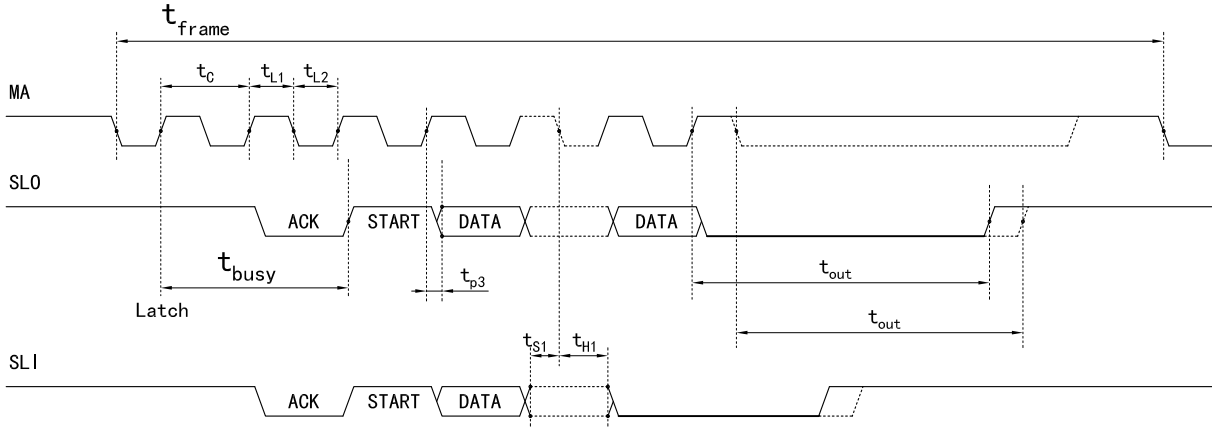 t_frame
t_C t_L1 t_L2
MA
SLO
ACK START DATA DATA
t_busy t_p3 t_out
Latch
t_out
t_S1 t_H1
SLI
ACK START DATA